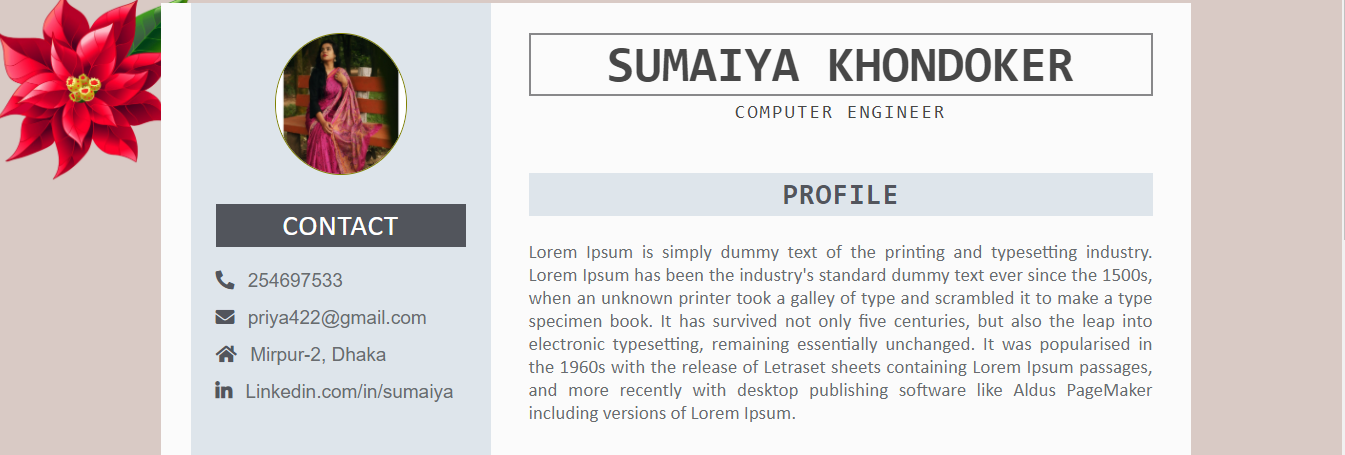 SUMAIYA KHONDOKER
COMPUTER ENGINEER
CONTACT
254697533
priya422@gmail.com
Mirpur-2, Dhaka
Linkedin.com/in/sumaiya
PROFILE
Lorem Ipsum is simply dummy text of the printing and typesetting industry.
Lorem Ipsum has been the industry's standard dummy text ever since the 1500s,
when an unknown printer took a galley of type and scrambled it to make a type
specimen book. It has survived not only five centuries, but also the leap into
electronic typesetting, remaining essentially unchanged. It was popularised in
the 1960s with the release of Letraset sheets containing Lorem Ipsum passages,
and more recently with desktop publishing software like Aldus PageMaker
including versions of Lorem Ipsum.